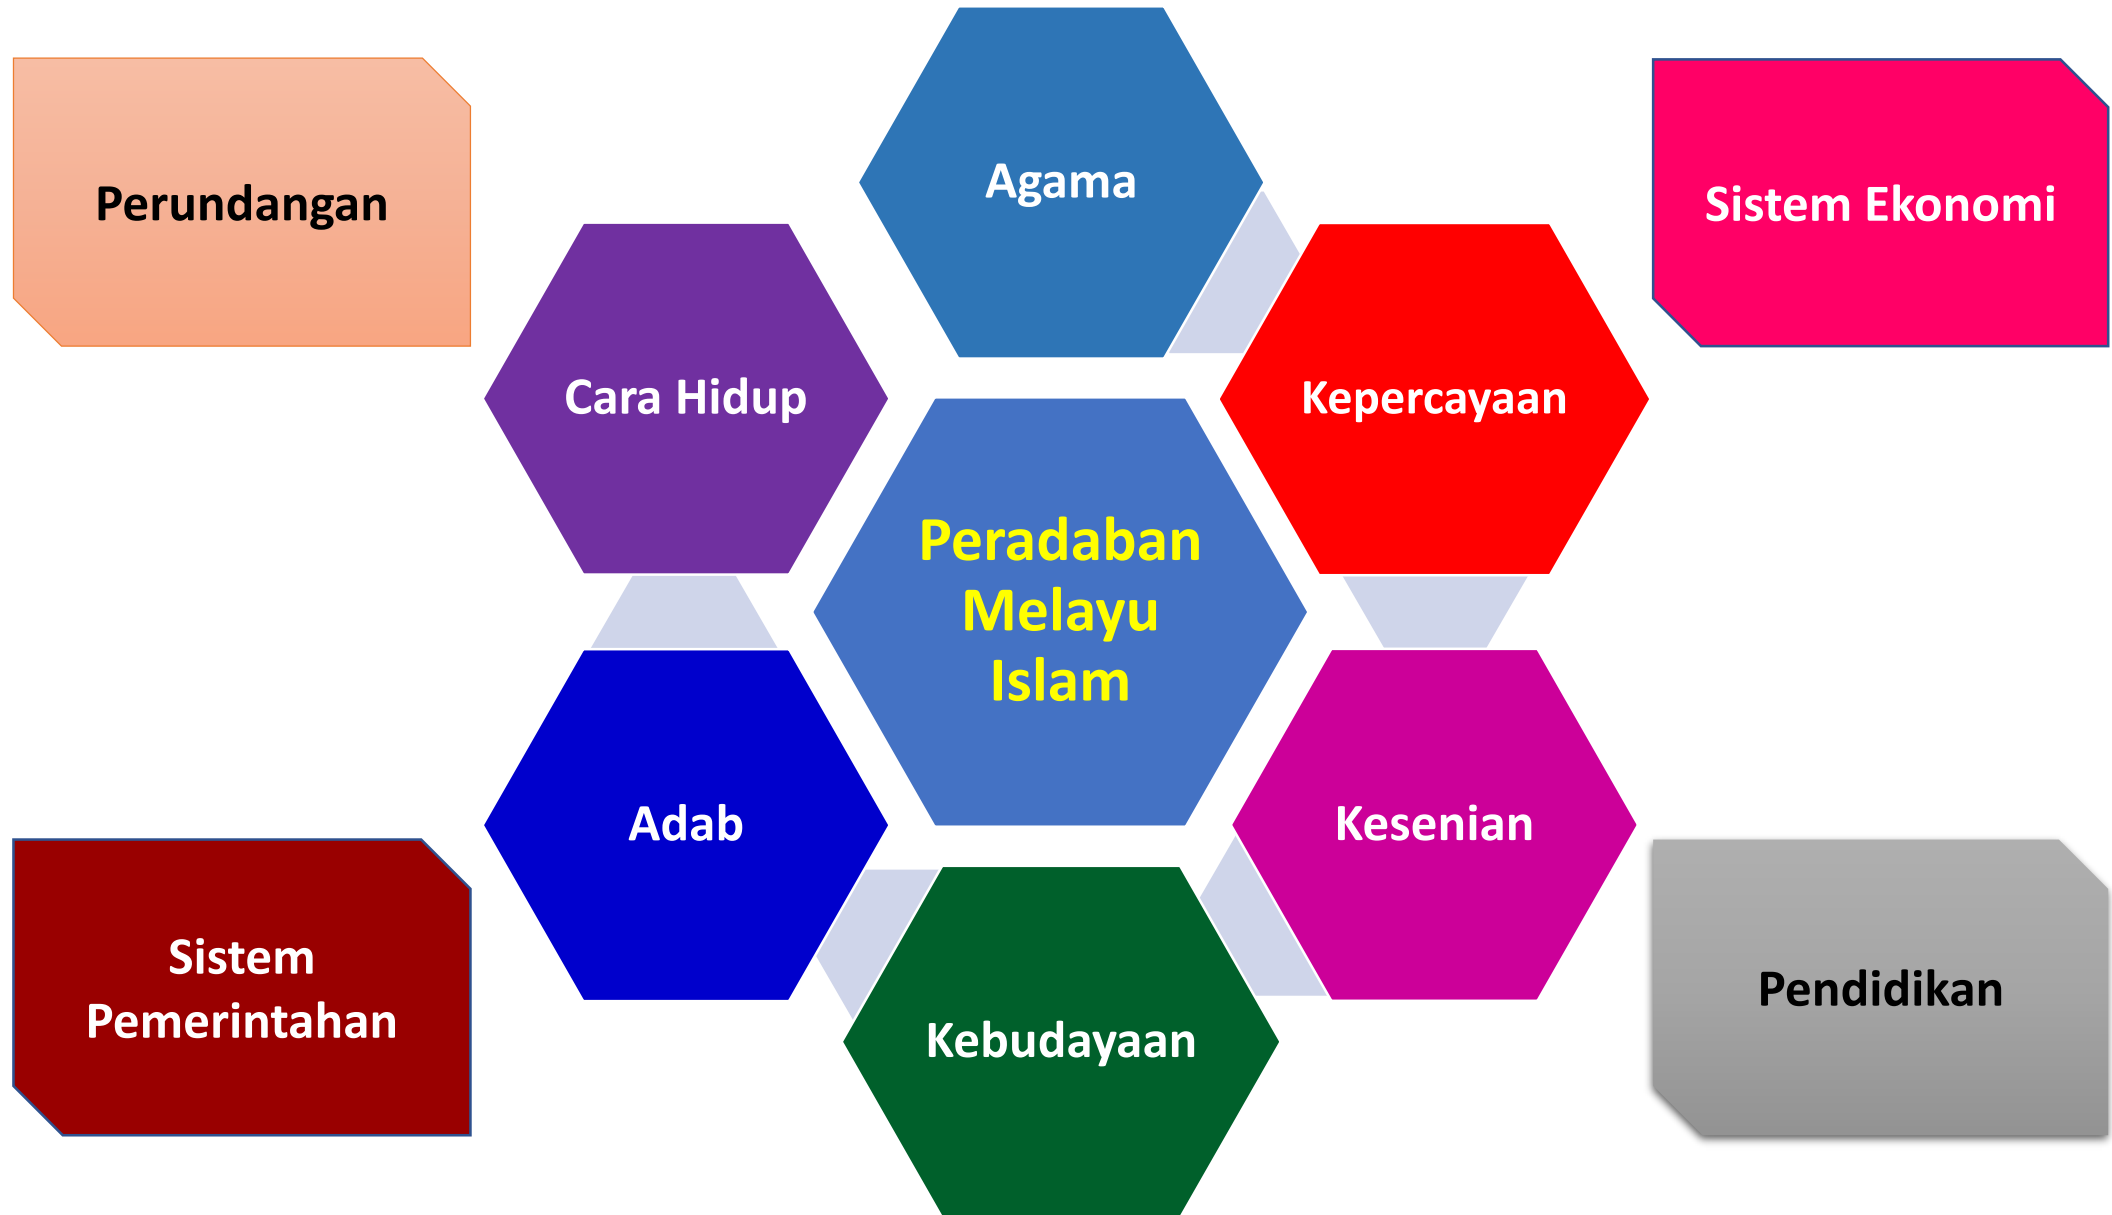 Agama
Perundangan
Sistem Ekonomi
Cara Hidup
Kepercayaan
Peradaban
Melayu
Islam
Adab
Kesenian
Sistem
Pemerintahan
Pendidikan
Kebudayaan